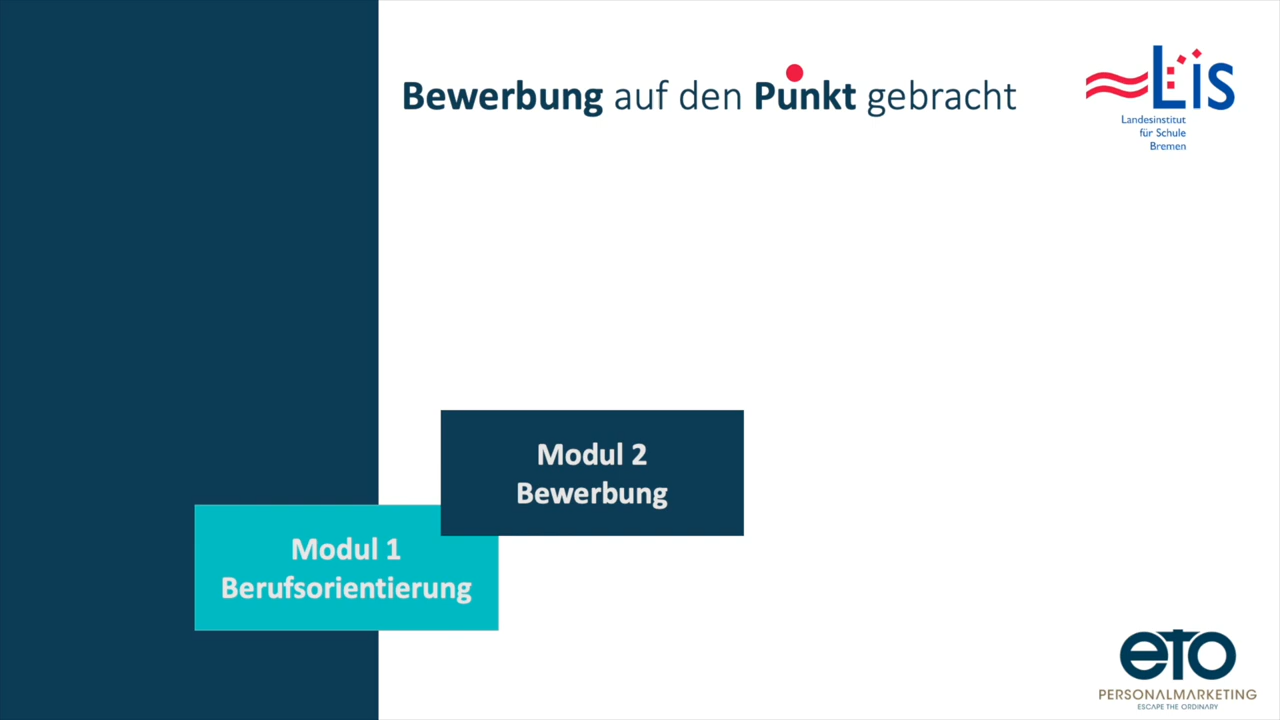 Bewerbung auf den Punkt gebracht
Lis
Landesinstitut
für Schule
Bremen
Modul 2
Bewerbung
Modul 1
Berufsorientierung
eTO
PERSONALMARKETING
ESCAPE THE ORDINARY